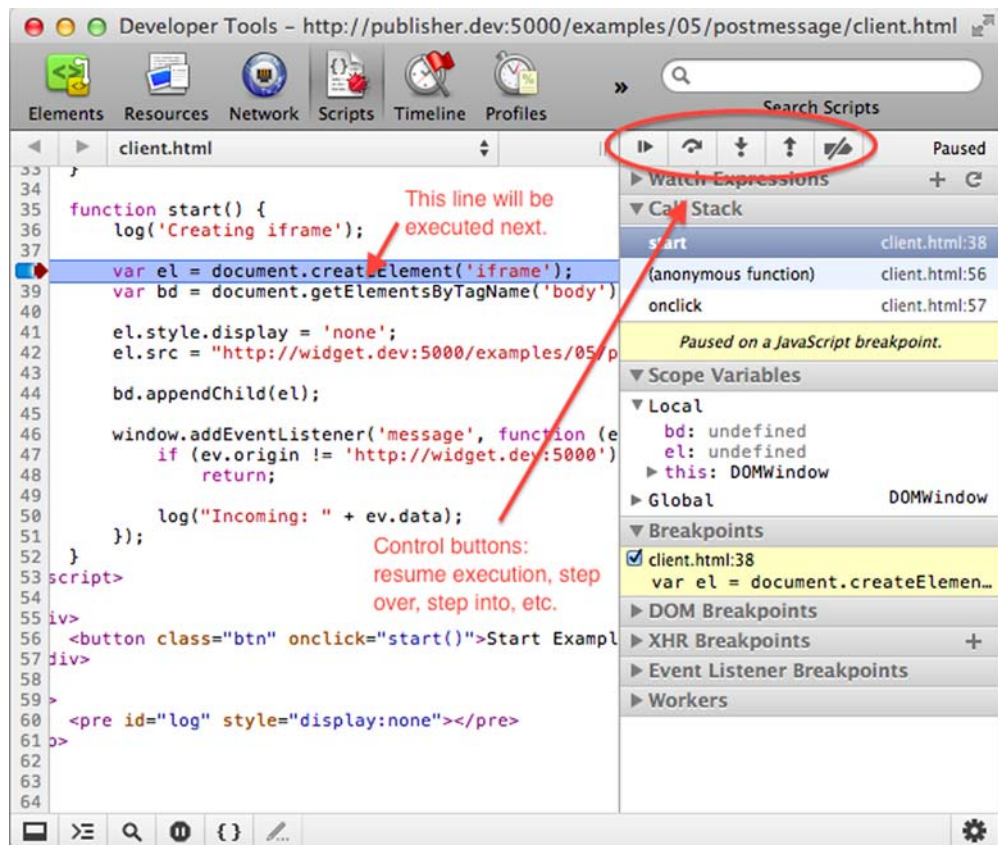 Developer Tools – http://publisher.dev:5000/examples/05/postmessage/client.html
Elements Resources Network Scripts Timeline Profiles » Search Scripts
client.html Paused
33 }
34
35 function start() {
36 log('Creating iframe');
37
var el = document.createElement('iframe');
39 var bd = document.getElementsByTagName('body')
40
41 el.style.display = 'none';
42 el.src = "http://widget.dev:5000/examples/05/p
43
44 bd.appendChild(el);
45
46 window.addEventListener('message', function (e
47 if (ev.origin != 'http://widget.dev:5000')
48 return;
49
50 log("Incoming: " + ev.data);
51 });
52 }
53 script>
54
55 iv>
56 <button class="btn" onclick="start()">Start Exampl
57 div>
58
59 >
60 <pre id="log" style="display:none"></pre>
61 o>
62
63
64
This line will be
executed next.
Control buttons:
resume execution, step
over, step into, etc.
Watch Expressions
Call Stack
start client.html:38
(anonymous function) client.html:56
onclick client.html:57
Paused on a JavaScript breakpoint.
Scope Variables
Local
bd: undefined
el: undefined
this: DOMWindow
Global DOMWindow
Breakpoints
client.html:38
var el = document.createElemen…
DOM Breakpoints
XHR Breakpoints
Event Listener Breakpoints
Workers